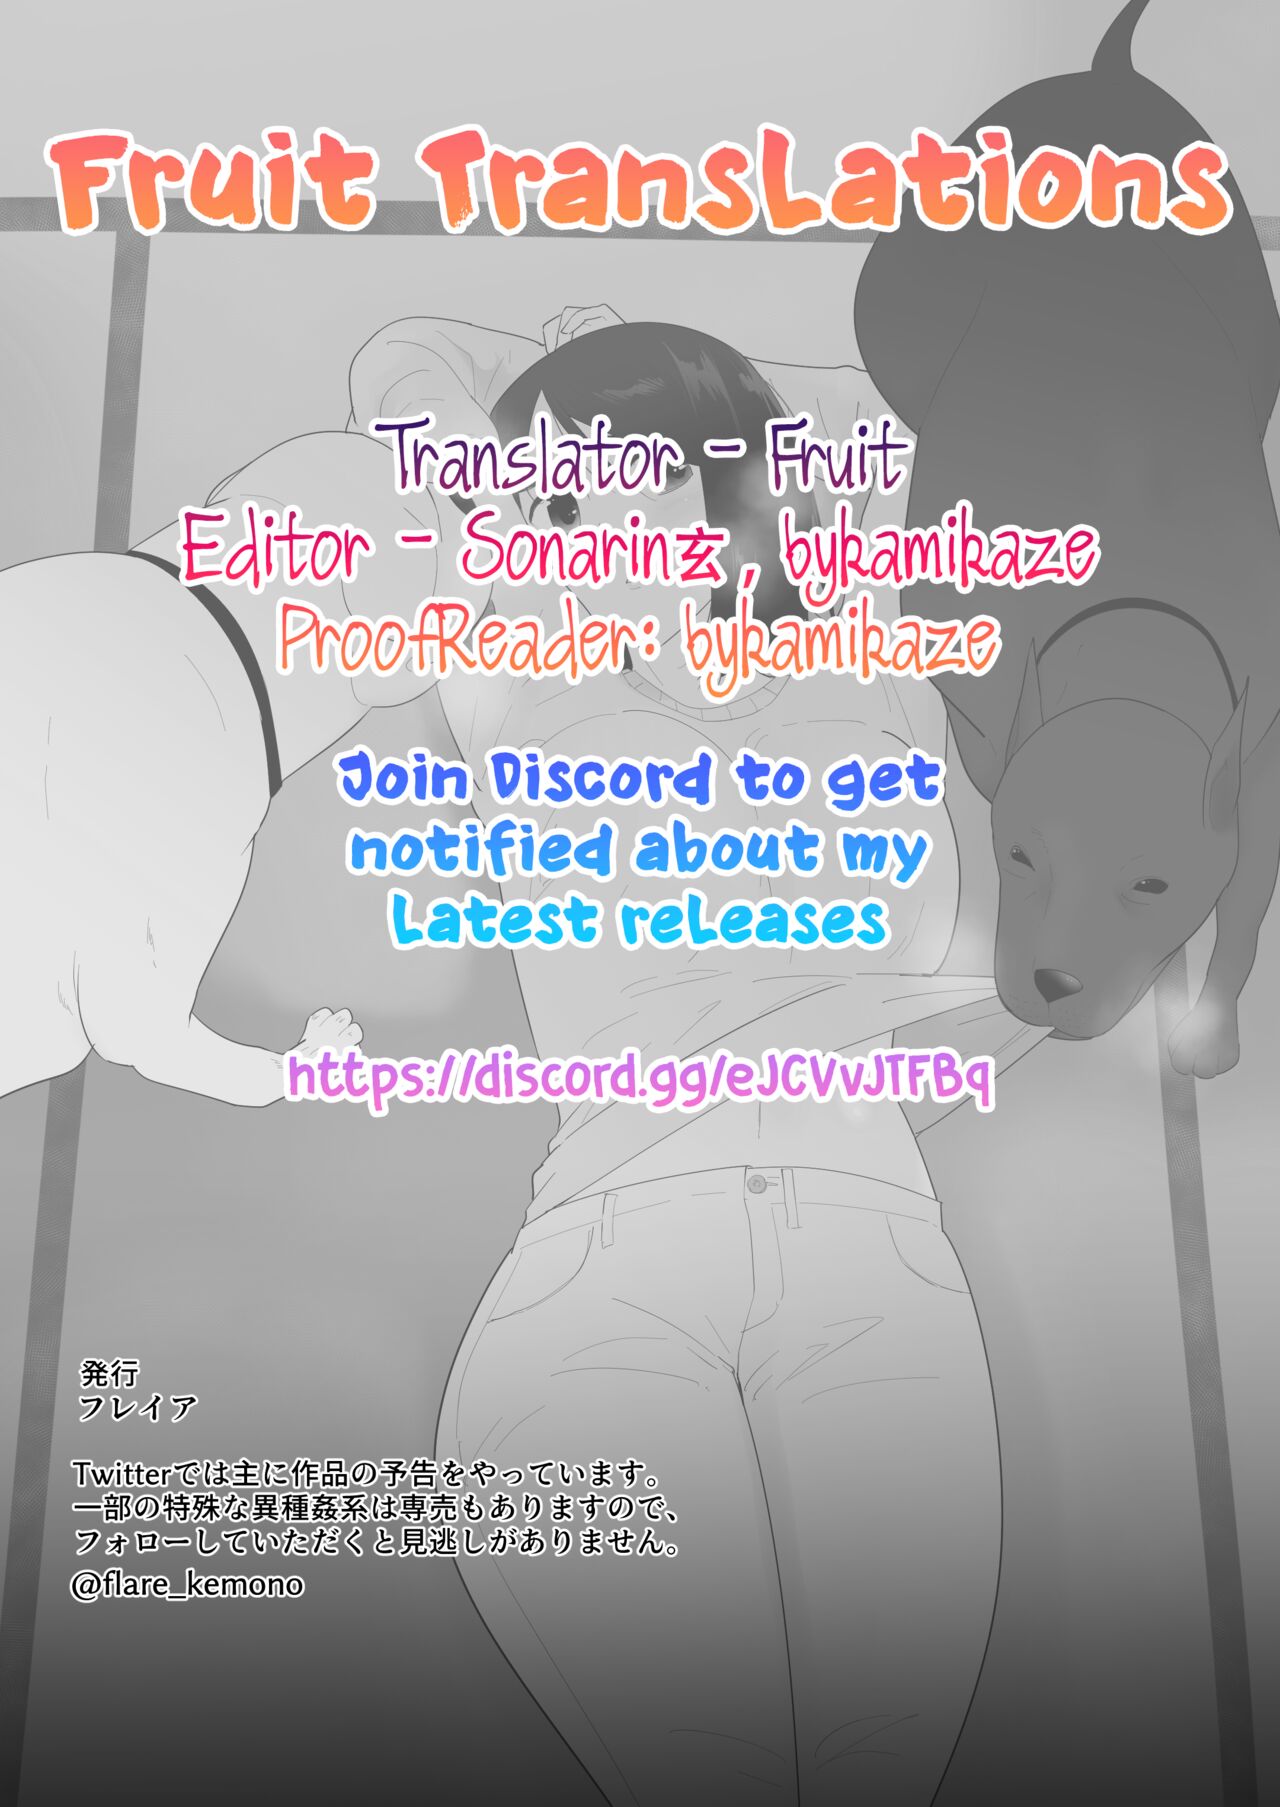 Fruit Translations
Translator - Fruit
Editor - Sonarin玄, bykamikaze
ProofReader: bykamikaze
Join Discord to get
notified about my
Latest releases
https://discord.gg/eJCVvJTFBq
発行
フレイア
Twitterでは主に作品の予告をやっています。
一部の特殊な異種姦系は専売もありますので、
フォローしていただくと見逃しがありません。
@flare_kemono